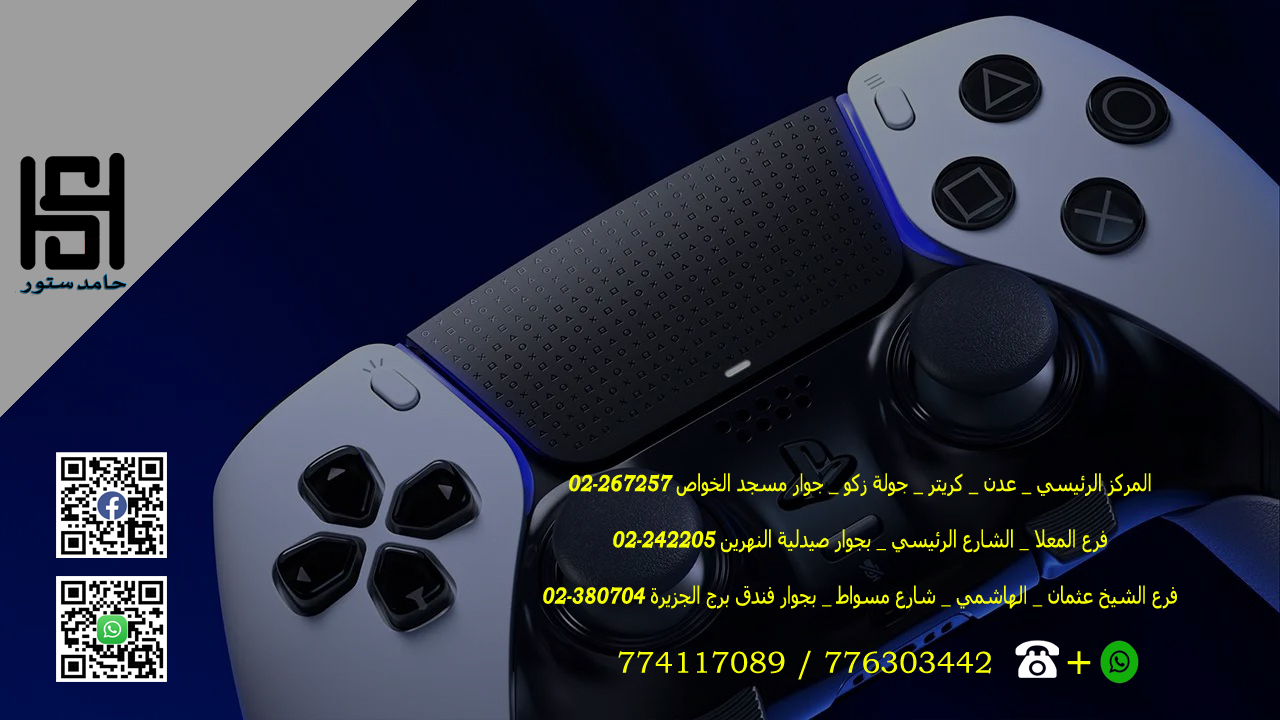 حامد ستور
المركز الرئيسي _ عدن _ كريتر _ جولة زكو _ جوار مسجد الخواص 02-267257
فرع المعلا _ الشارع الرئيسي _ بجوار صيدلية النهرين 02-242205
فرع الشيخ عثمان _ الهاشمي _ شارع مسواط _ بجوار فندق برج الجزيرة 02-380704
774117089 / 776303442 +